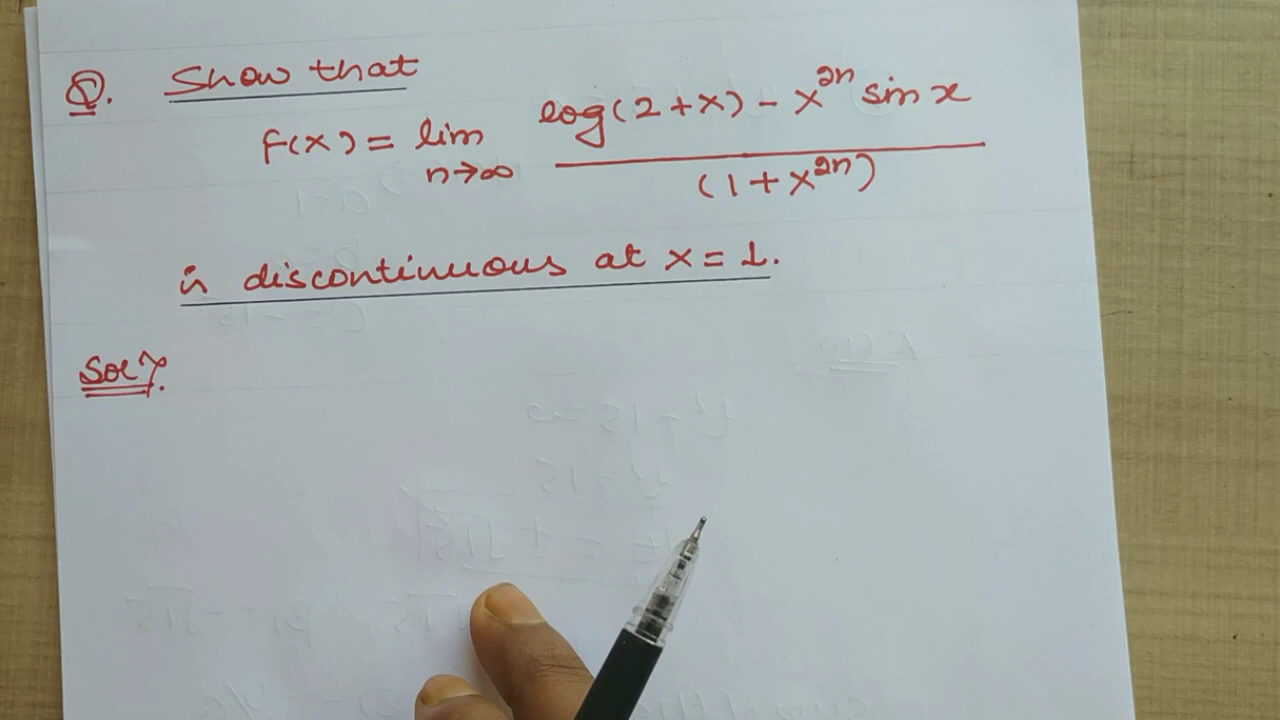 Q. Show that
f(x) = lim n→∞ log(2+x) - x^2n sin x / (1+x^2n)
is discontinuous at x = 1.
Sol^n.